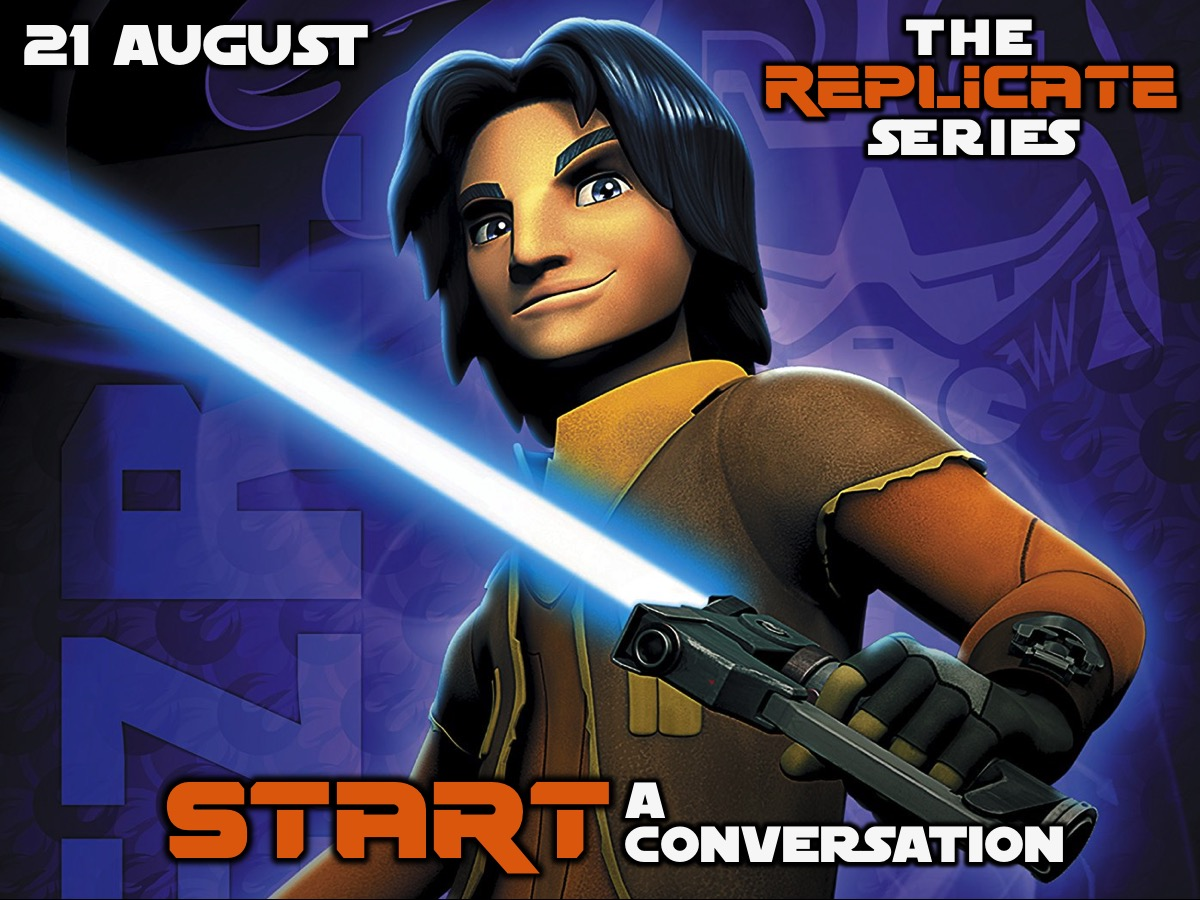 21 AUGUST
THE
REPLICATE
SERIES
START
A
CONVERSATION